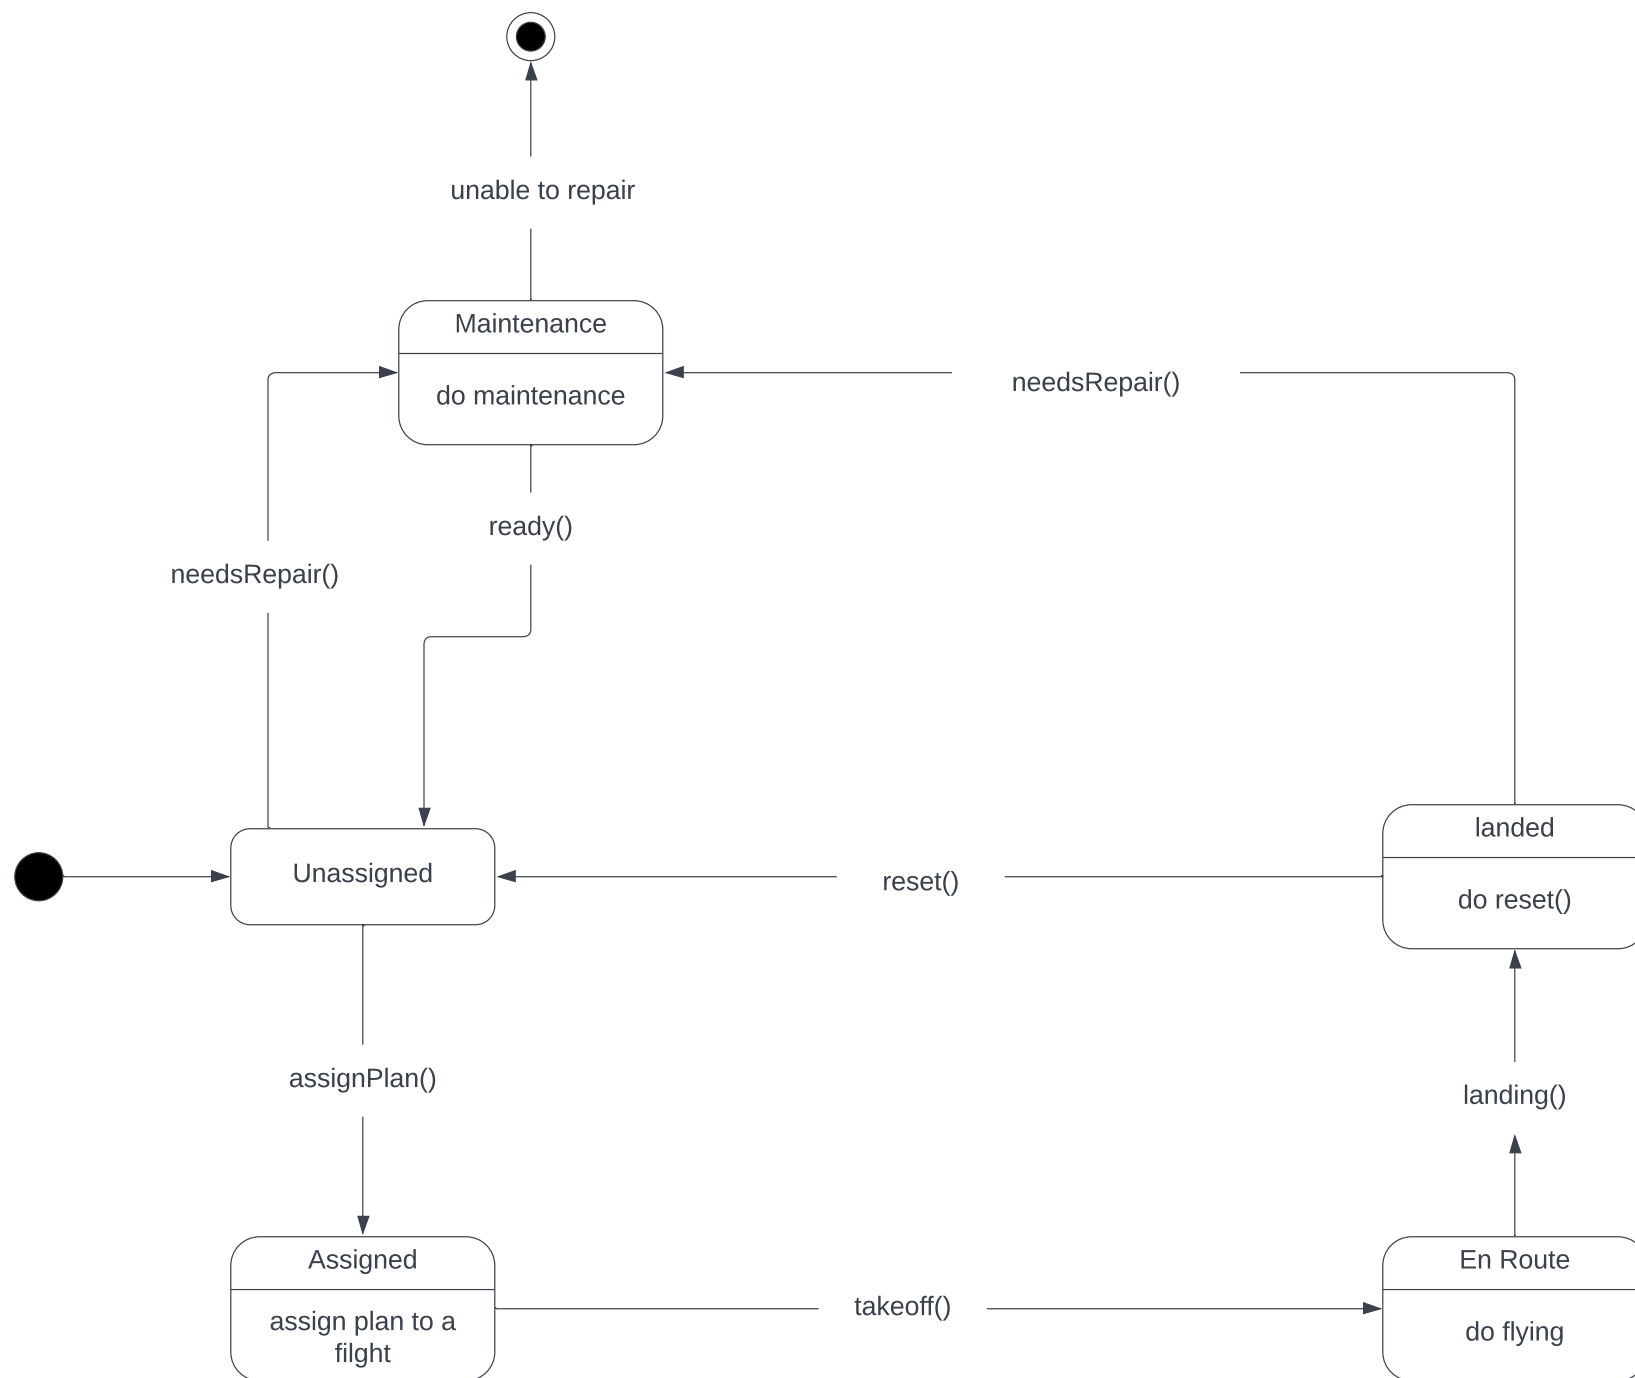 unable to repair
Maintenance
do maintenance
needsRepair()
ready()
needsRepair()
landed
do reset()
Unassigned
reset()
assignPlan()
landing()
Assigned
assign plan to a
filght
takeoff()
En Route
do flying